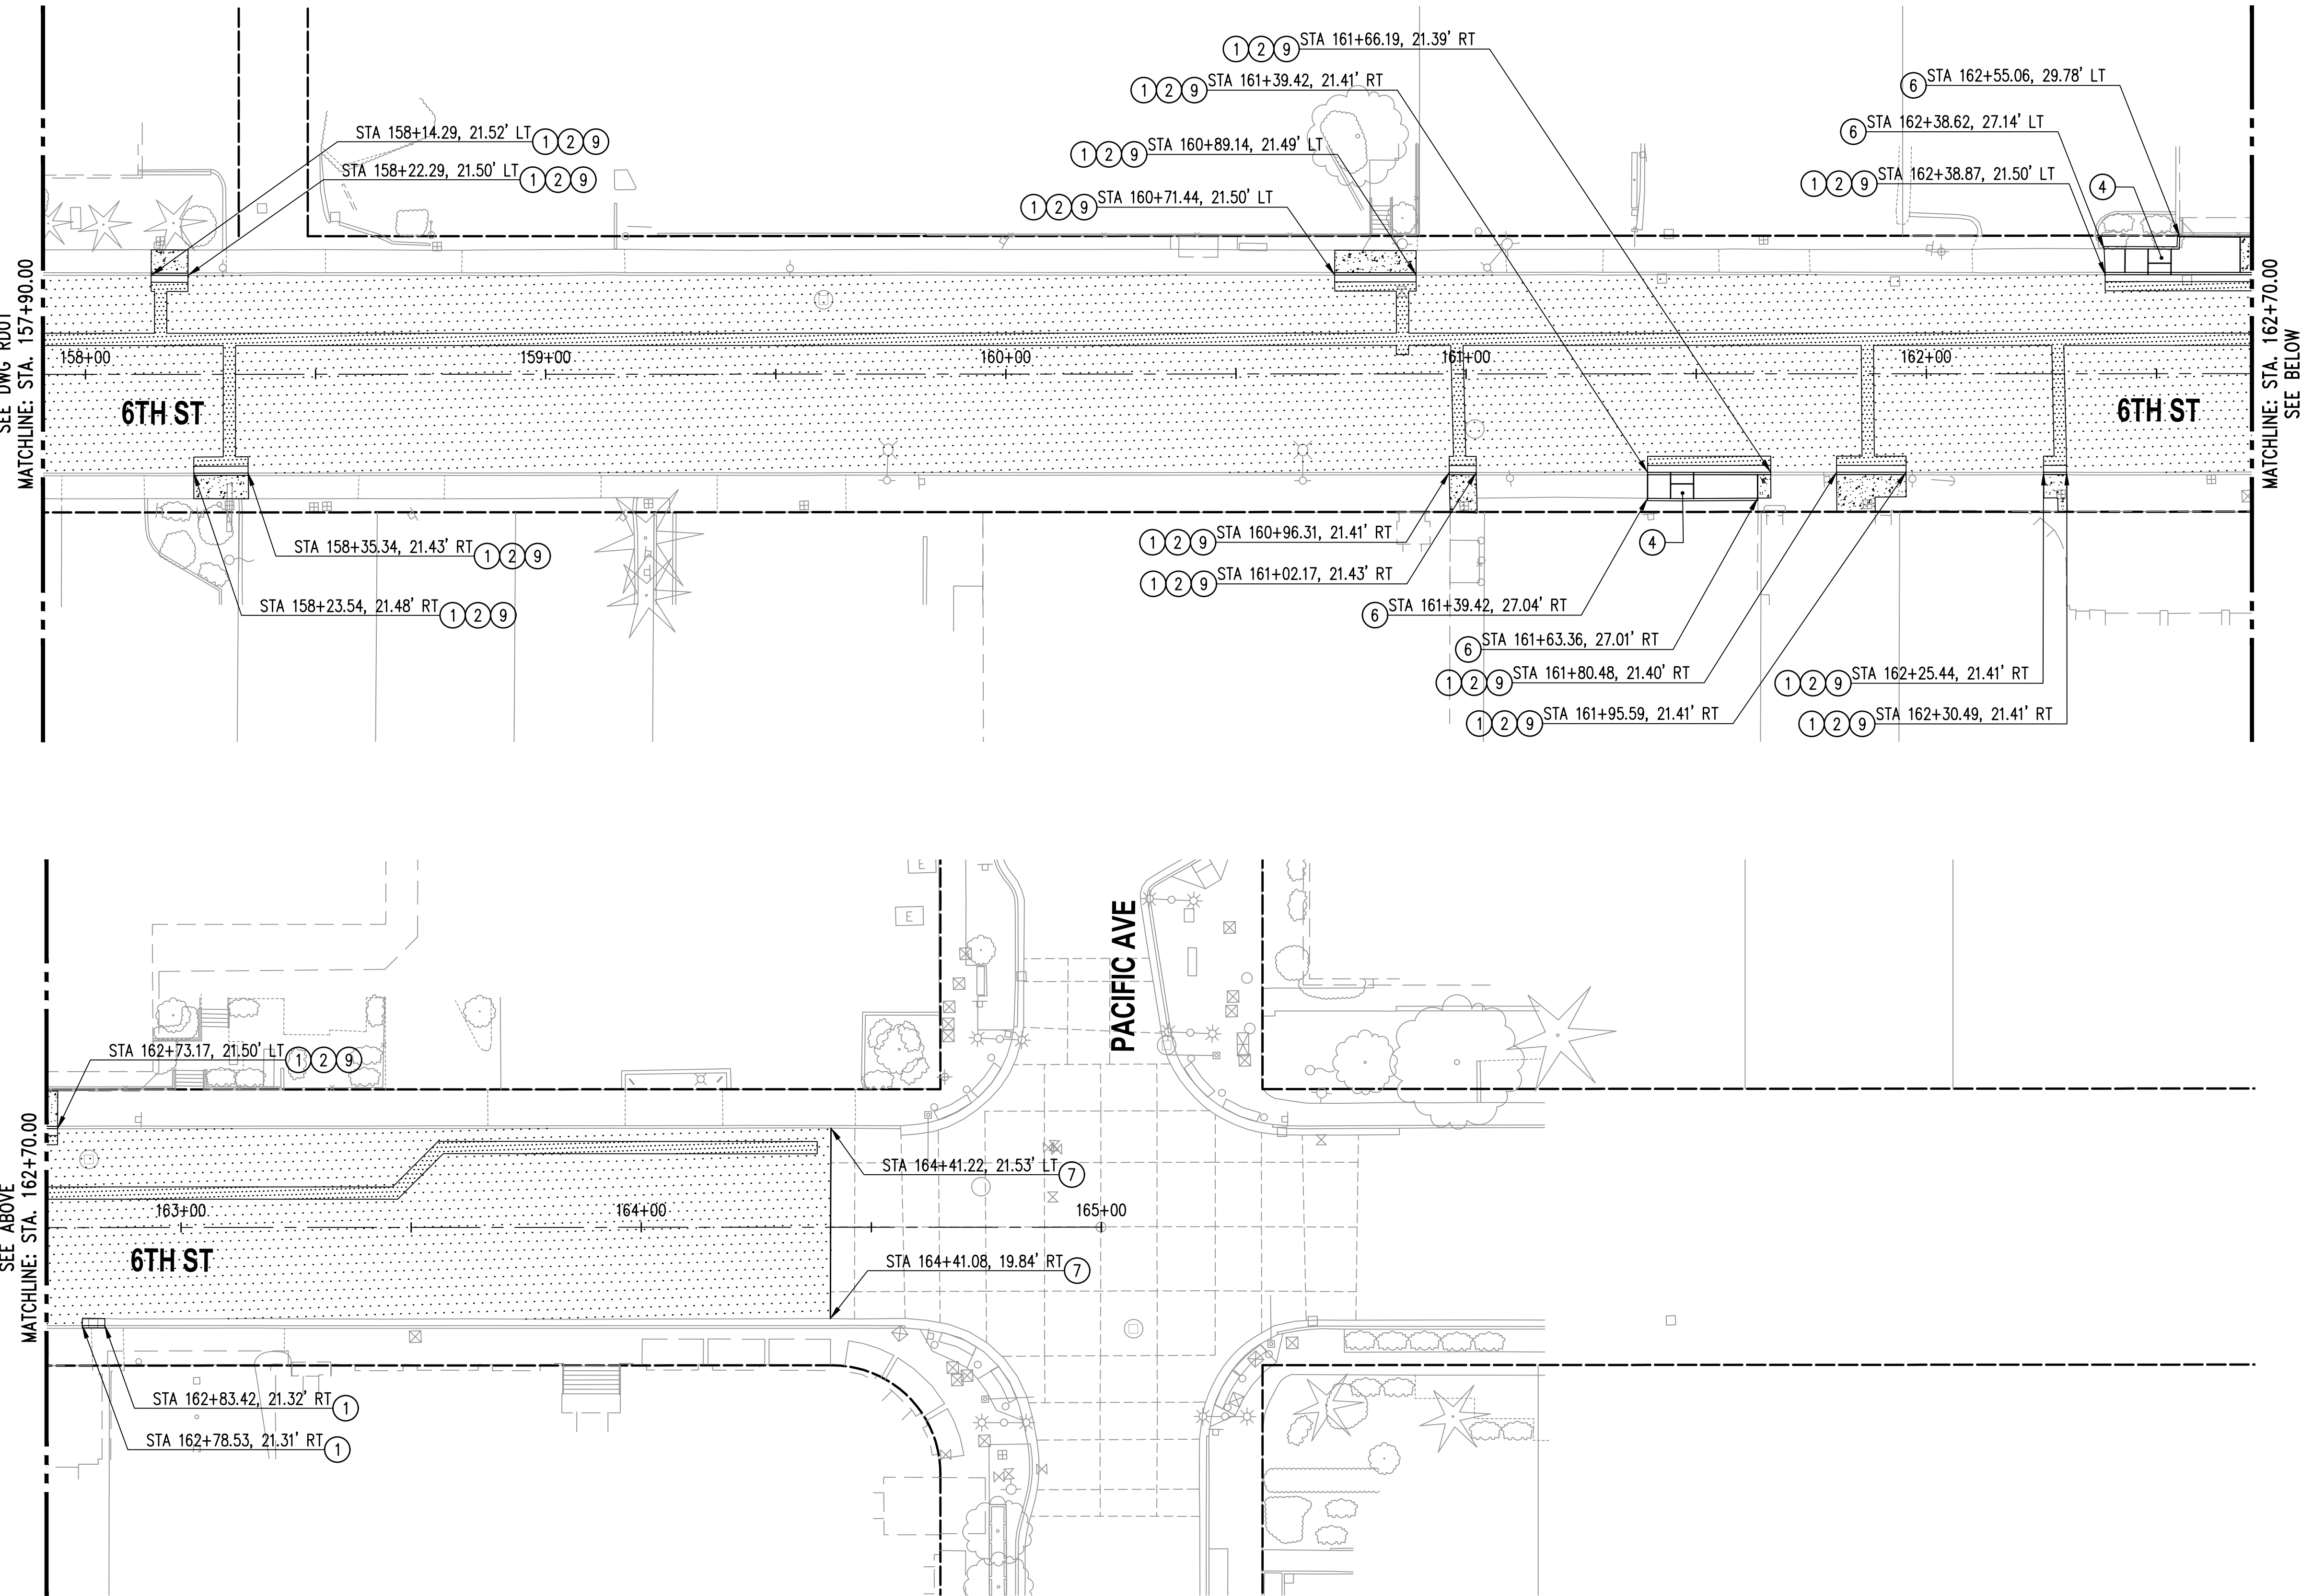 1 2 9 STA 161+66.19, 21.39' RT
1 2 9 STA 161+39.42, 21.41' RT
6 STA 162+55.06, 29.78' LT
6 STA 162+38.62, 27.14' LT
STA 158+14.29, 21.52' LT 1 2 9
1 2 9 STA 160+89.14, 21.49' LT
STA 158+22.29, 21.50' LT 1 2 9
1 2 9 STA 162+38.87, 21.50' LT
4
1 2 9 STA 160+71.44, 21.50' LT
SEE DWG RD01
MATCHLINE: STA. 157+90.00
158+00
159+00
160+00
161+00
162+00
6TH ST
6TH ST
MATCHLINE: STA. 162+70.00
SEE BELOW
STA 158+35.34, 21.43' RT 1 2 9
1 2 9 STA 160+96.31, 21.41' RT
4
1 2 9 STA 161+02.17, 21.43' RT
STA 158+23.54, 21.48' RT 1 2 9
6 STA 161+39.42, 27.04' RT
6 STA 161+63.36, 27.01' RT
1 2 9 STA 161+80.48, 21.40' RT
1 2 9 STA 162+25.44, 21.41' RT
1 2 9 STA 161+95.59, 21.41' RT
1 2 9 STA 162+30.49, 21.41' RT
E
E
PACIFIC AVE
STA 162+73.17, 21.50' LT 1 2 9
SEE ABOVE
MATCHLINE: STA. 162+70.00
STA 164+41.22, 21.53' LT 7
163+00
164+00
165+00
6TH ST
STA 164+41.08, 19.84' RT 7
STA 162+83.42, 21.32' RT 1
STA 162+78.53, 21.31' RT 1